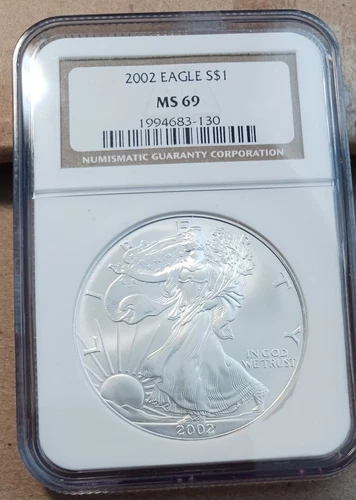 2002 EAGLE S$1
MS 69
1994683-130
NUMISMATIC GUARANTY CORPORATION
LIBERTY
IN GOD
WE TRUST
2002